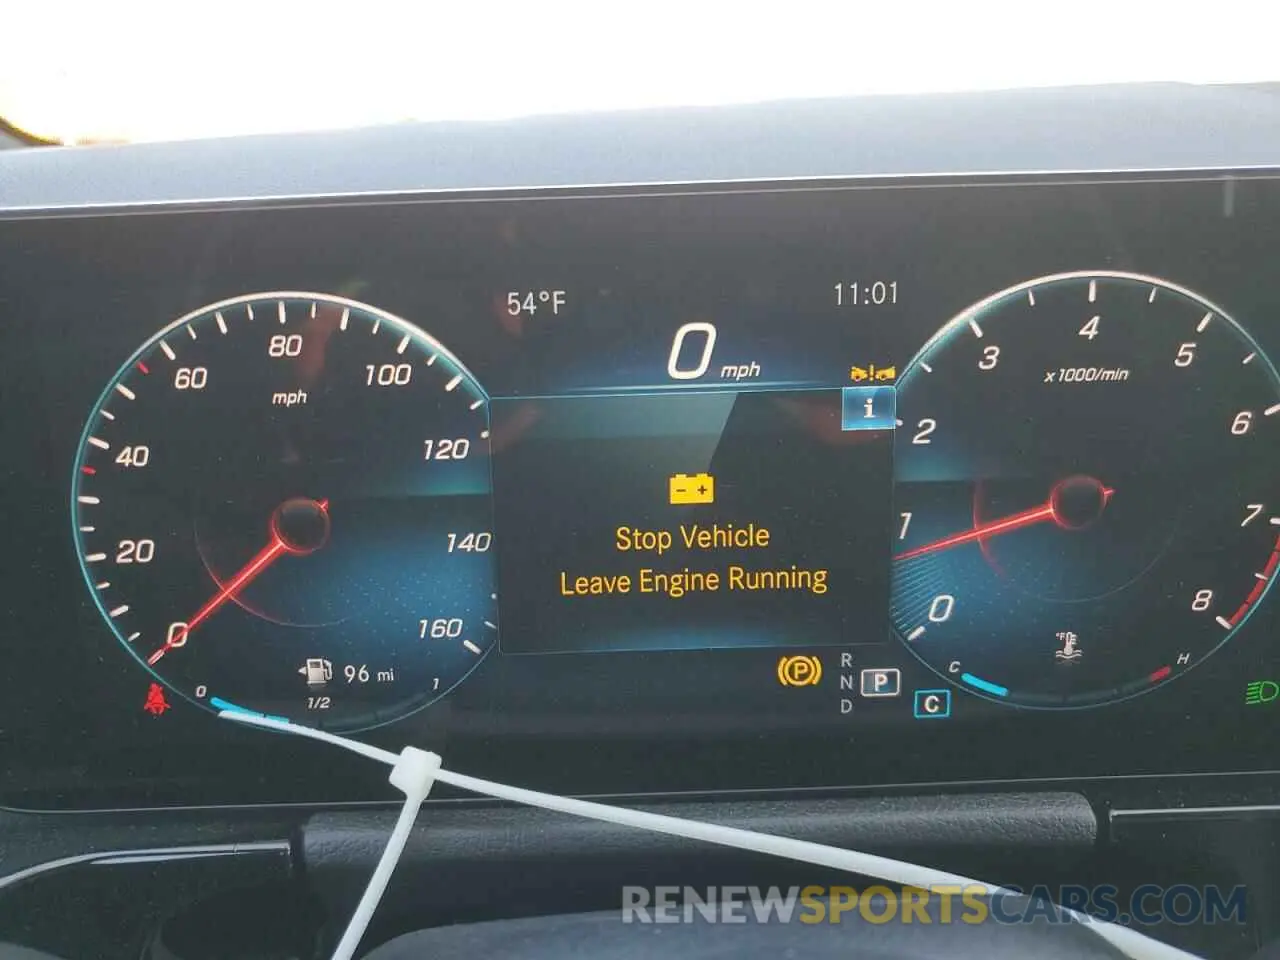 54°F
11:01
0 mph
80
60
100
mph
40
120
20
140
0
160
96 mi
0
1/2
1
i
- +
Stop Vehicle
Leave Engine Running
P
R
N
D
P
C
4
3
5
x1000/min
2
6
1
7
0
8
°F
C
H
RENEWSPORTSCARS.COM